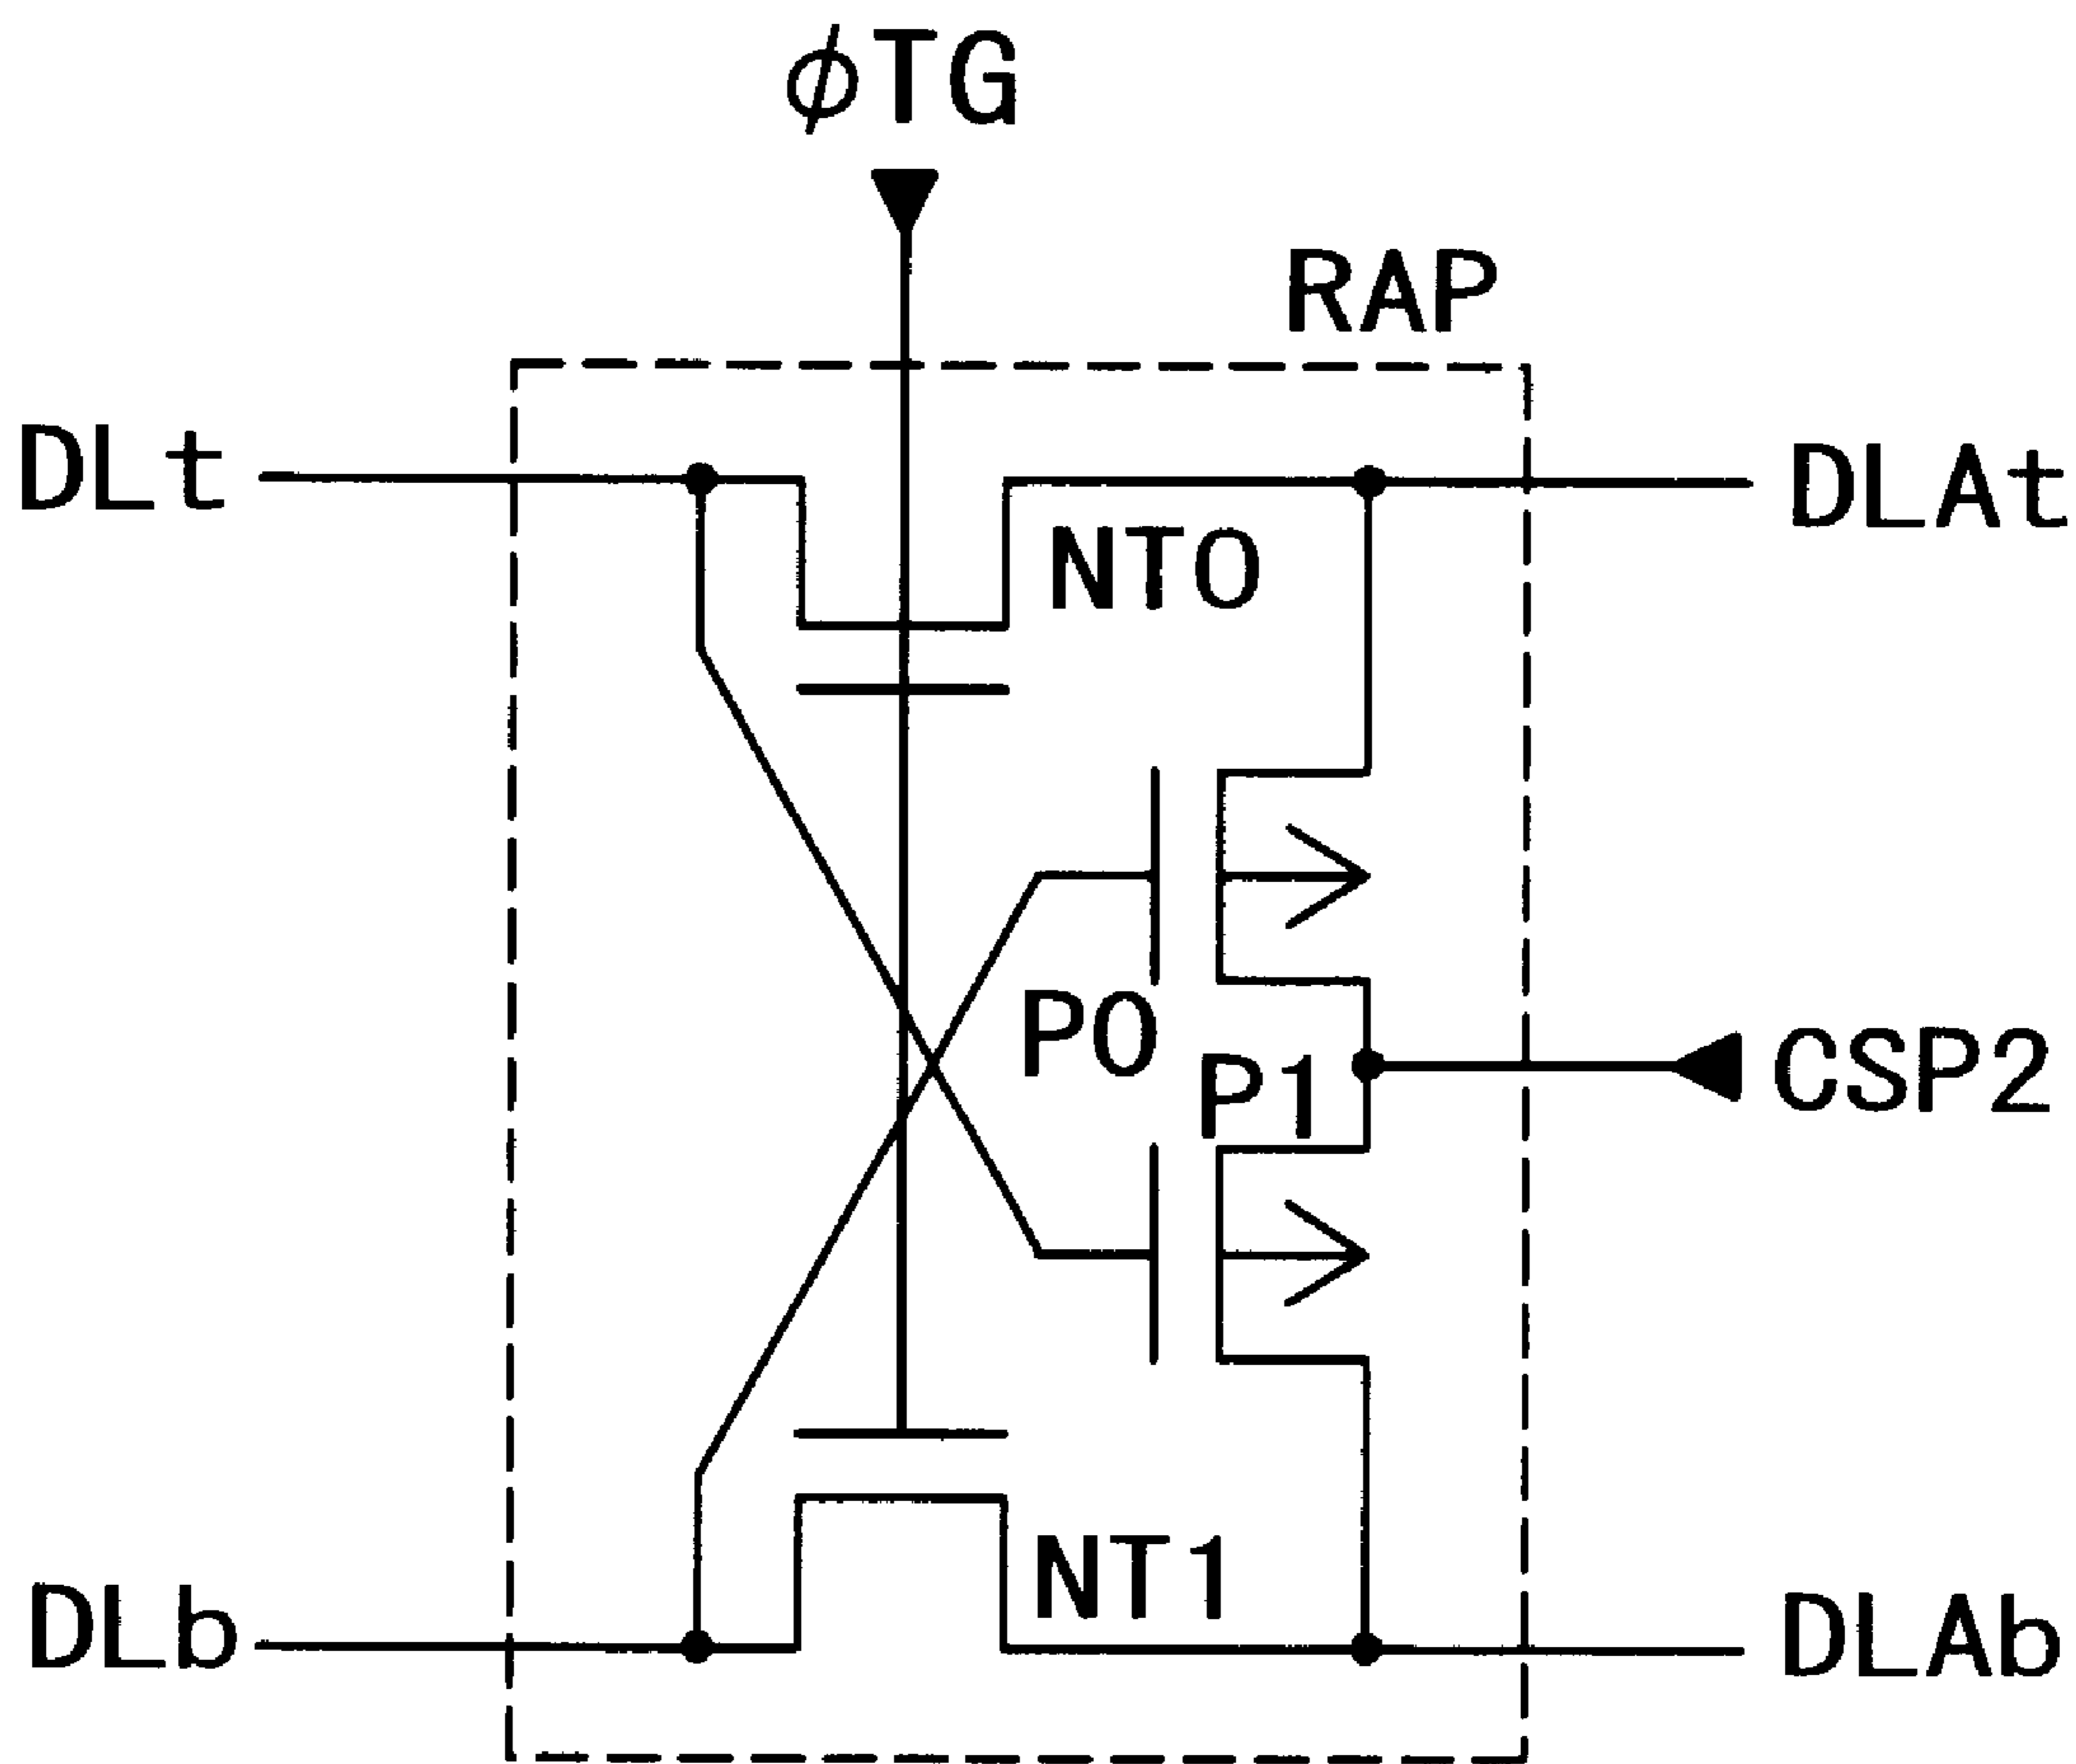 φTG
RAP
DLt
DLAt
NT0
P0
P1
CSP2
NT1
DLb
DLAb